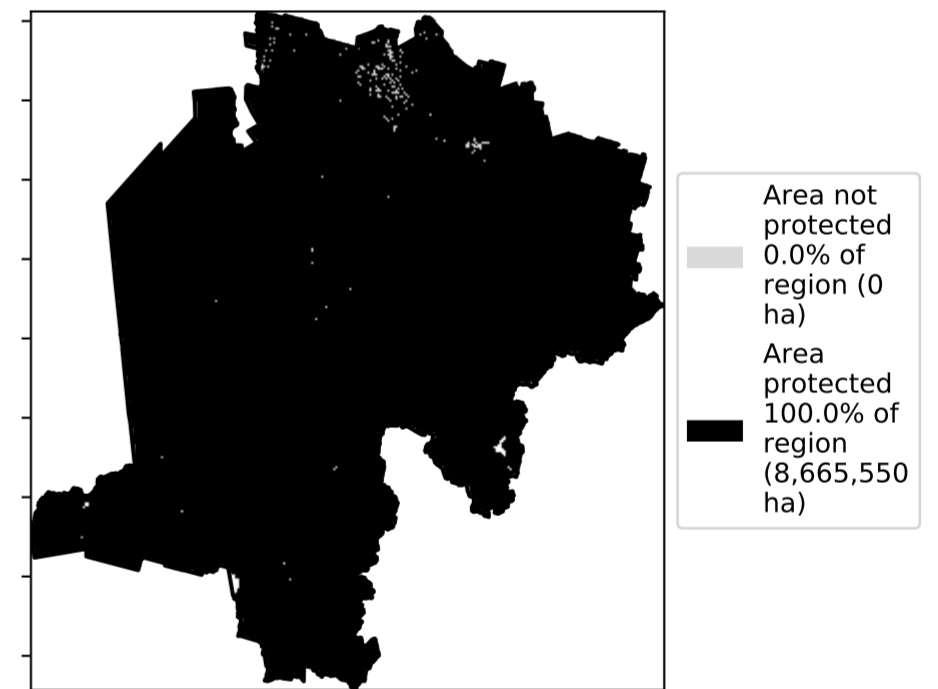 Area not
protected
0.0% of
region (0
ha)
Area
protected
100.0% of
region
(8,665,550
ha)